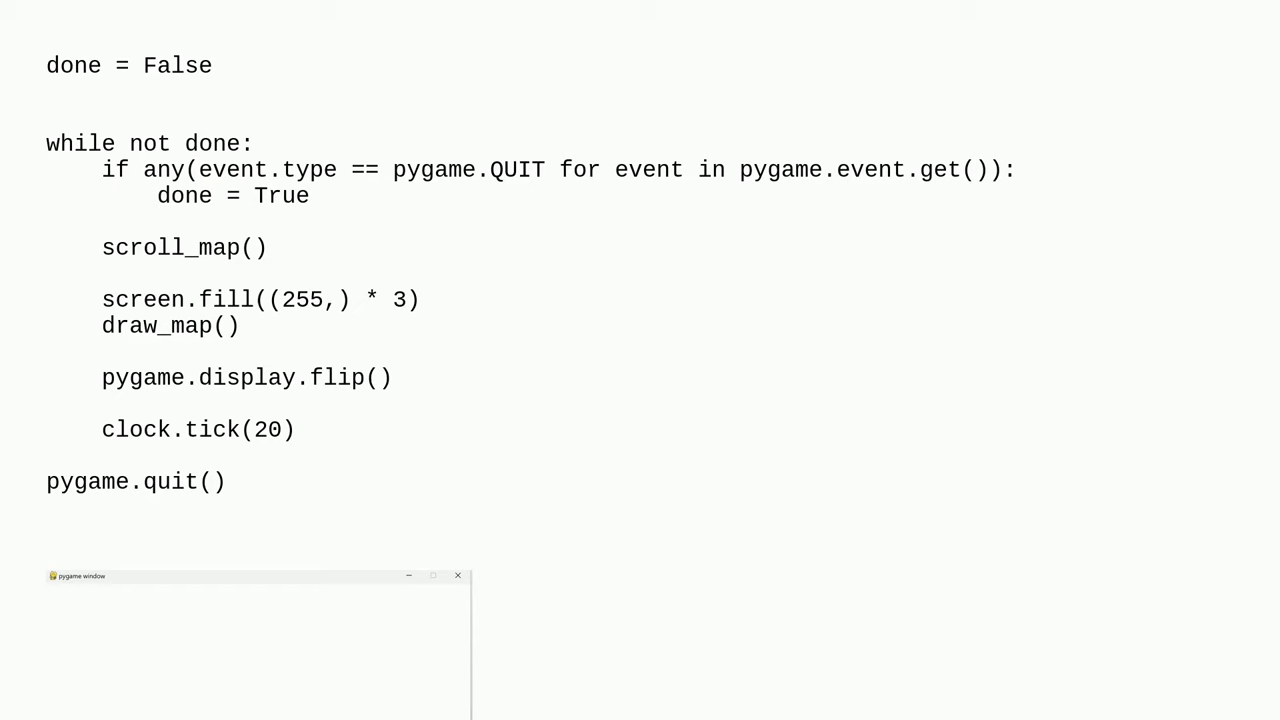 done = False
while not done:
    if any(event.type == pygame.QUIT for event in pygame.event.get()):
        done = True
    scroll_map()
    screen.fill((255,) * 3)
    draw_map()
    pygame.display.flip()
    clock.tick(20)
pygame.quit()
pygame window